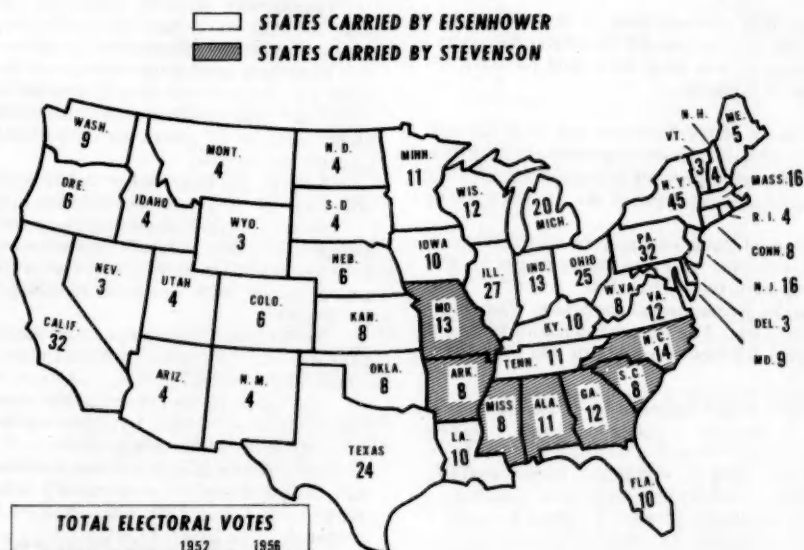 STATES CARRIED BY EISENHOWER
STATES CARRIED BY STEVENSON
WASH.
9
ORE.
6
CALIF.
32
NEV.
3
IDAHO
4
MONT.
4
WYO.
3
UTAH
4
ARIZ.
4
COLO.
6
N.M.
4
N.D.
4
S.D
4
NEB.
6
KAN.
8
OKLA.
8
TEXAS
24
MINN.
11
IOWA
10
MO.
13
ARK.
8
LA.
10
WIS.
12
ILL.
27
20
MICH.
IND.
13
OHIO
25
KY. 10
TENN. 11
MISS.
8
ALA.
11
GA.
12
FLA.
10
S.C.
8
N.C.
14
VA.
12
W.VA
8
PA.
32
N.Y.
45
VT.
3
N.H.
4
ME.
5
MASS. 16
R.I. 4
CONN. 8
N.J. 16
DEL. 3
MD. 9
TOTAL ELECTORAL VOTES
1952 1956